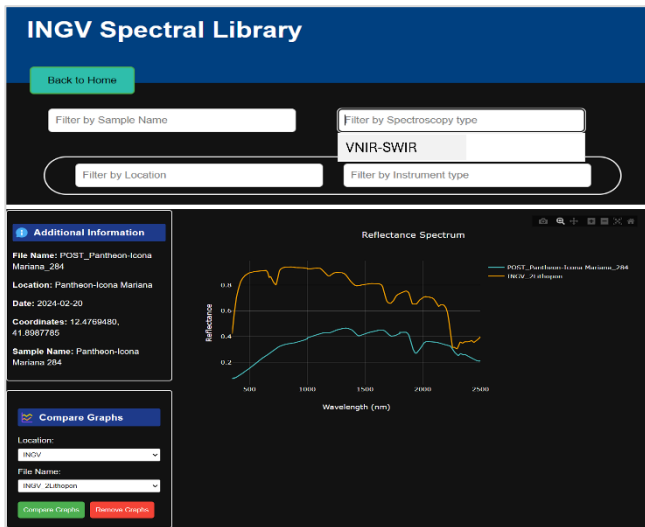 INGV Spectral Library
Back to Home
Filter by Sample Name
Filter by Spectroscopy type
VNIR-SWIR
Filter by Location
Filter by Instrument type
Additional Information
File Name: POST_Pantheon-Icona
Mariana_284
Location: Pantheon-Icona Mariana
Date: 2024-02-20
Coordinates: 12.4769480,
41.8987785
Sample Name: Pantheon-Icona
Mariana 284
Compare Graphs
Location:
INGV
File Name:
INGV_2Lithopon
Compare Graphs
Remove Graphs
Reflectance Spectrum
POST_Pantheon-Icona Mariana_284
INGV_2Lithopon
Reflectance
0.8
0.6
0.4
0.2
500
1000
1500
2000
2500
Wavelength (nm)